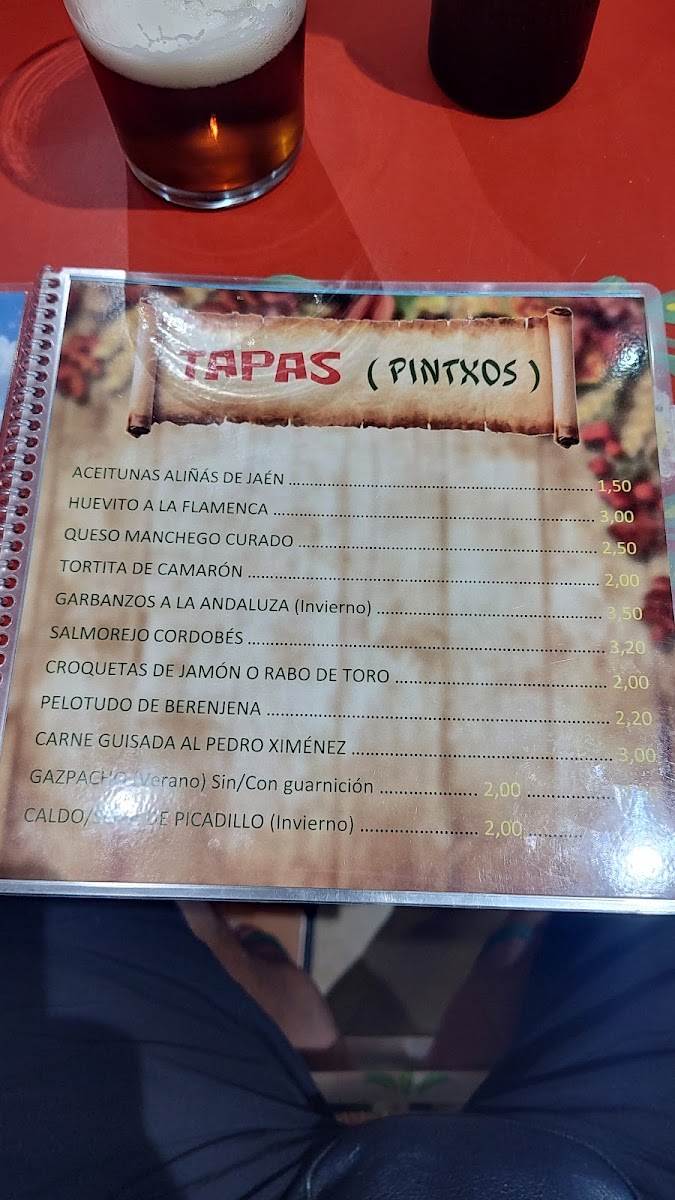 TAPAS ( PINTXOS )
ACEITUNAS ALIÑÁS DE JAÉN ........ 1,50
HUEVITO A LA FLAMENCA ........ 3,00
QUESO MANCHEGO CURADO ........ 2,50
TORTITA DE CAMARÓN ........ 2,00
GARBANZOS A LA ANDALUZA (Invierno) ........ 3,50
SALMOREJO CORDOBÉS ........ 3,20
CROQUETAS DE JAMÓN O RABO DE TORO ........ 2,00
PELOTUDO DE BERENJENA ........ 2,20
CARNE GUISADA AL PEDRO XIMÉNEZ ........ 3,00
GAZPACHO (Verano) Sin/Con guarnición ........ 2,00 ........
CALDO/ DE PICADILLO (Invierno) ........ 2,00 ........